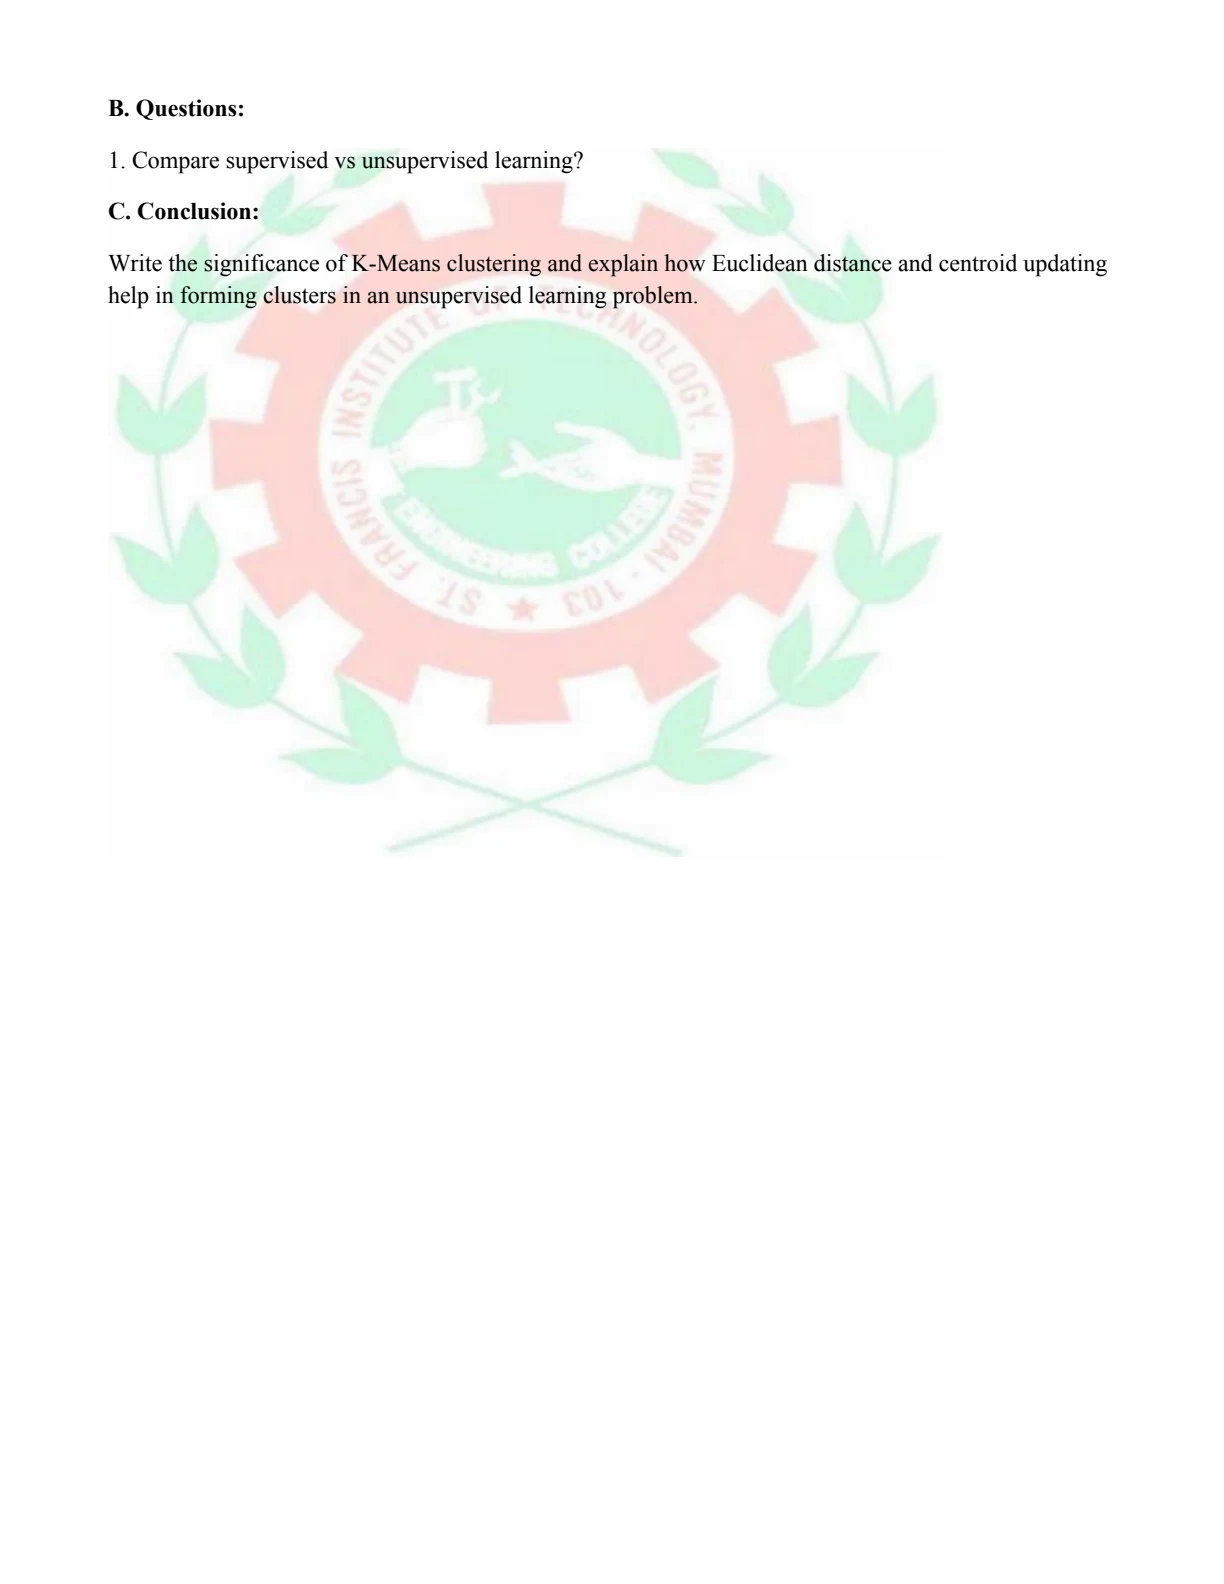 B. Questions:
1. Compare supervised vs unsupervised learning?
C. Conclusion:
Write the significance of K-Means clustering and explain how Euclidean distance and centroid updating
help in forming clusters in an unsupervised learning problem.
ST. FRANCIS INSTITUTE OF TECHNOLOGY, MUMBAI - 103
ENGINEERING COLLEGE